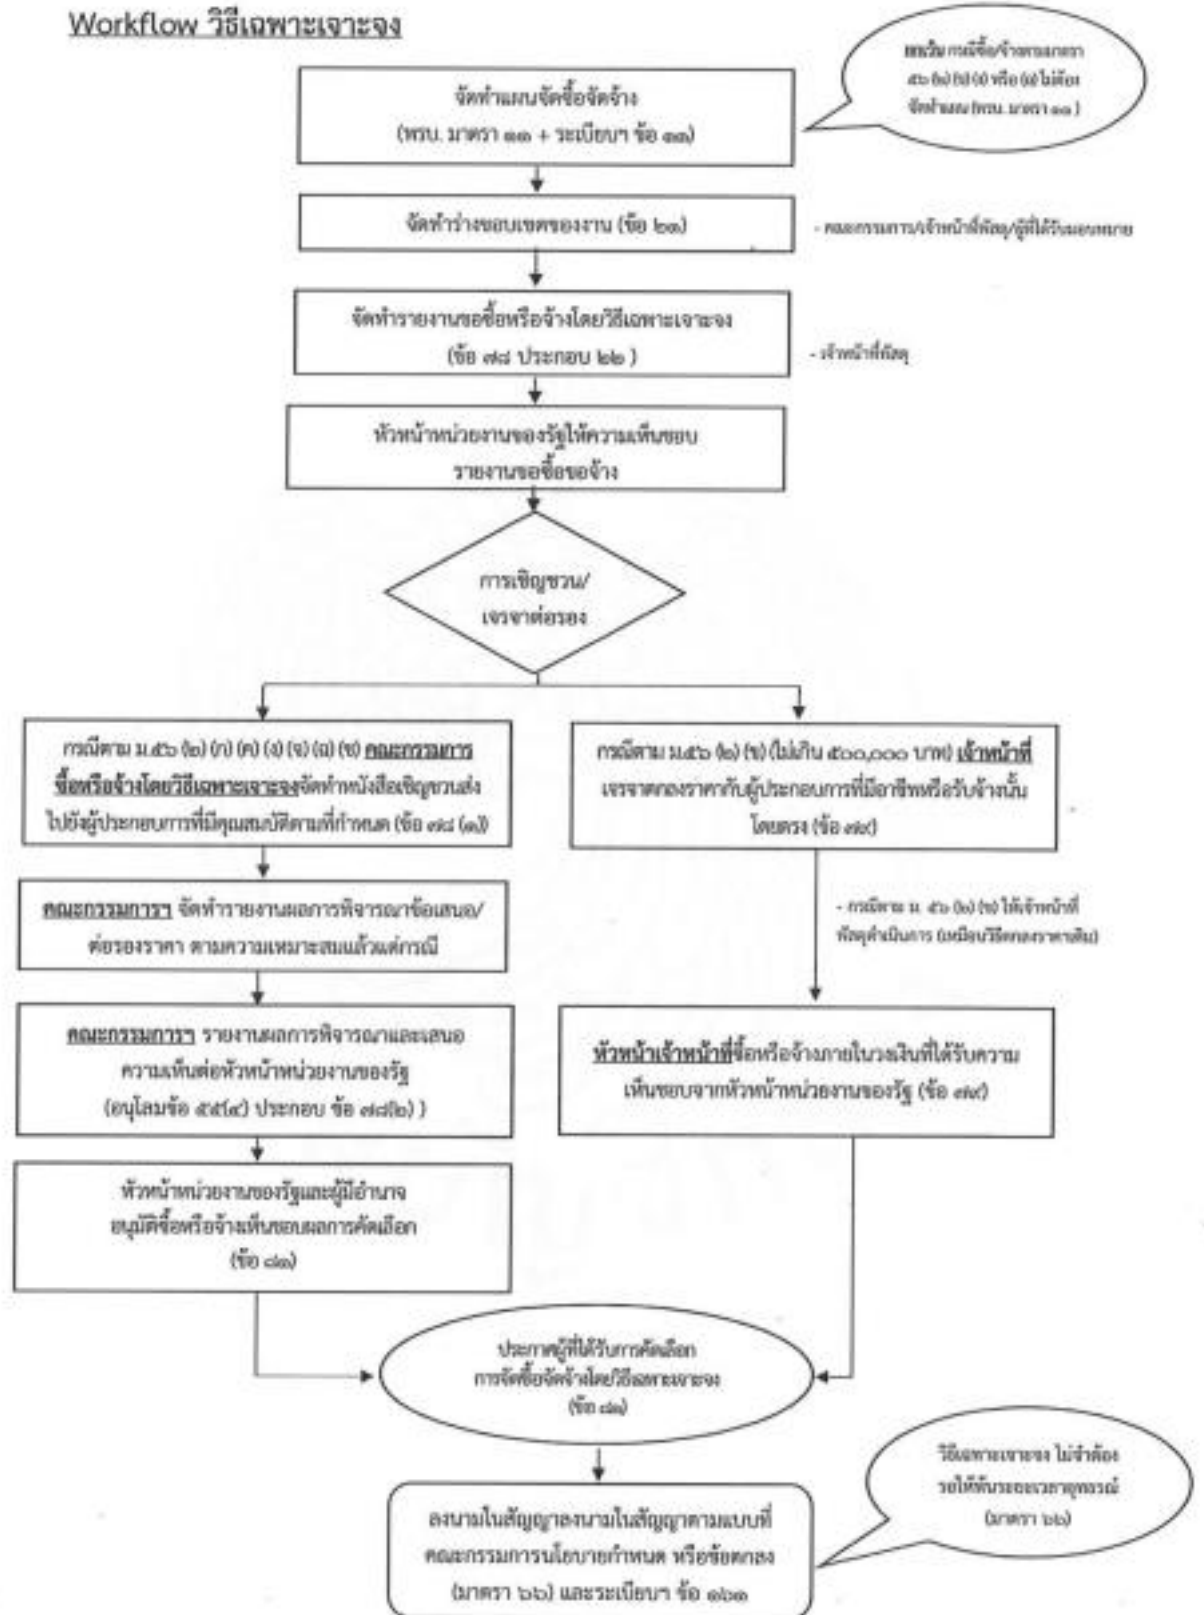 Workflow วิธีเฉพาะเจาะจง
ยกเว้น กรณีซื้อ/จ้างตามมาตรา
๕๖ (๒) หรือ ไม่ต้อง
จัดทำแผน (พรบ. มาตรา ๑๑ )
จัดทำแผนจัดซื้อจัดจ้าง
(พรบ. มาตรา ๑๑ + ระเบียบฯ ข้อ ๑๑)
จัดทำร่างขอบเขตของงาน (ข้อ ๒๑)
- คณะกรรมการ/เจ้าหน้าที่พัสดุ/ผู้ที่ได้รับมอบหมาย
จัดทำรายงานขอซื้อหรือจ้างโดยวิธีเฉพาะเจาะจง
(ข้อ ๗๘ ประกอบ ๒๒ )
- เจ้าหน้าที่พัสดุ
หัวหน้าหน่วยงานของรัฐให้ความเห็นชอบ
รายงานขอซื้อขอจ้าง
การเชิญชวน/
เจรจาต่อรอง
กรณีตาม ม.๕๖ (๒) (ก) (ค) (ง) (จ) (ฉ) (ช) คณะกรรมการ
ซื้อหรือจ้างโดยวิธีเฉพาะเจาะจงจัดทำหนังสือเชิญชวนส่ง
ไปยังผู้ประกอบการที่มีคุณสมบัติตามที่กำหนด (ข้อ ๗๘ (๑))
กรณีตาม ม.๕๖ (๒) (ข) (ไม่เกิน ๕๐๐,๐๐๐ บาท) เจ้าหน้าที่
เจรจาตกลงราคากับผู้ประกอบการที่มีอาชีพหรือรับจ้างนั้น
โดยตรง (ข้อ ๗๙)
คณะกรรมการฯ จัดทำรายงานผลการพิจารณาข้อเสนอ/
ต่อรองราคา ตามความเหมาะสมแล้วแต่กรณี
- กรณีตาม ม. ๕๖ (๒) (ข) ให้เจ้าหน้าที่
พัสดุดำเนินการ (เหมือนวิธีตกลงราคาเดิม)
คณะกรรมการฯ รายงานผลการพิจารณาและเสนอ
ความเห็นต่อหัวหน้าหน่วยงานของรัฐ
(อนุโลมข้อ ๕๕(๔) ประกอบ ข้อ ๗๘(๒) )
หัวหน้าเจ้าหน้าที่ซื้อหรือจ้างภายในวงเงินที่ได้รับความ
เห็นชอบจากหัวหน้าหน่วยงานของรัฐ (ข้อ ๗๙)
หัวหน้าหน่วยงานของรัฐและผู้มีอำนาจ
อนุมัติซื้อหรือจ้างเห็นชอบผลการคัดเลือก
(ข้อ ๘๑)
ประกาศผู้ที่ได้รับการคัดเลือก
การจัดซื้อจัดจ้างโดยวิธีเฉพาะเจาะจง
(ข้อ ๘๑)
วิธีเฉพาะเจาะจง ไม่จำต้อง
รอให้พ้นระยะเวลาอุทธรณ์
(มาตรา ๖๖)
ลงนามในสัญญาลงนามในสัญญาตามแบบที่
คณะกรรมการนโยบายกำหนด หรือข้อตกลง
(มาตรา ๖๖) และระเบียบฯ ข้อ ๑๖๑